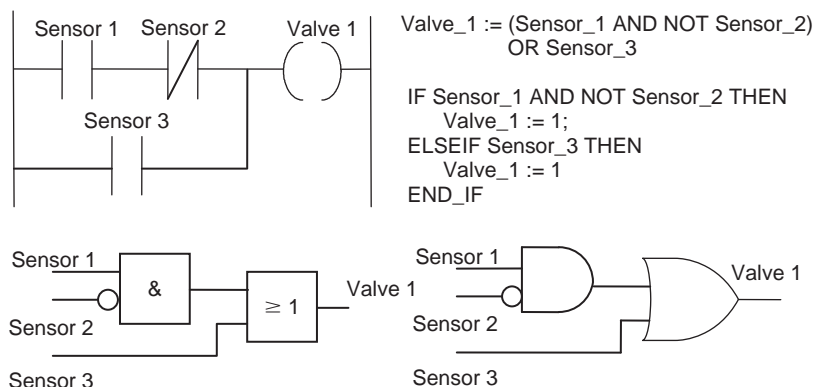 Sensor 1 Sensor 2 Valve 1
Sensor 3
Valve_1 := (Sensor_1 AND NOT Sensor_2)
OR Sensor_3
IF Sensor_1 AND NOT Sensor_2 THEN
Valve_1 := 1;
ELSEIF Sensor_3 THEN
Valve_1 := 1
END_IF
Sensor 1
&
≥ 1
Valve 1
Sensor 2
Sensor 3
Sensor 1
Valve 1
Sensor 2
Sensor 3